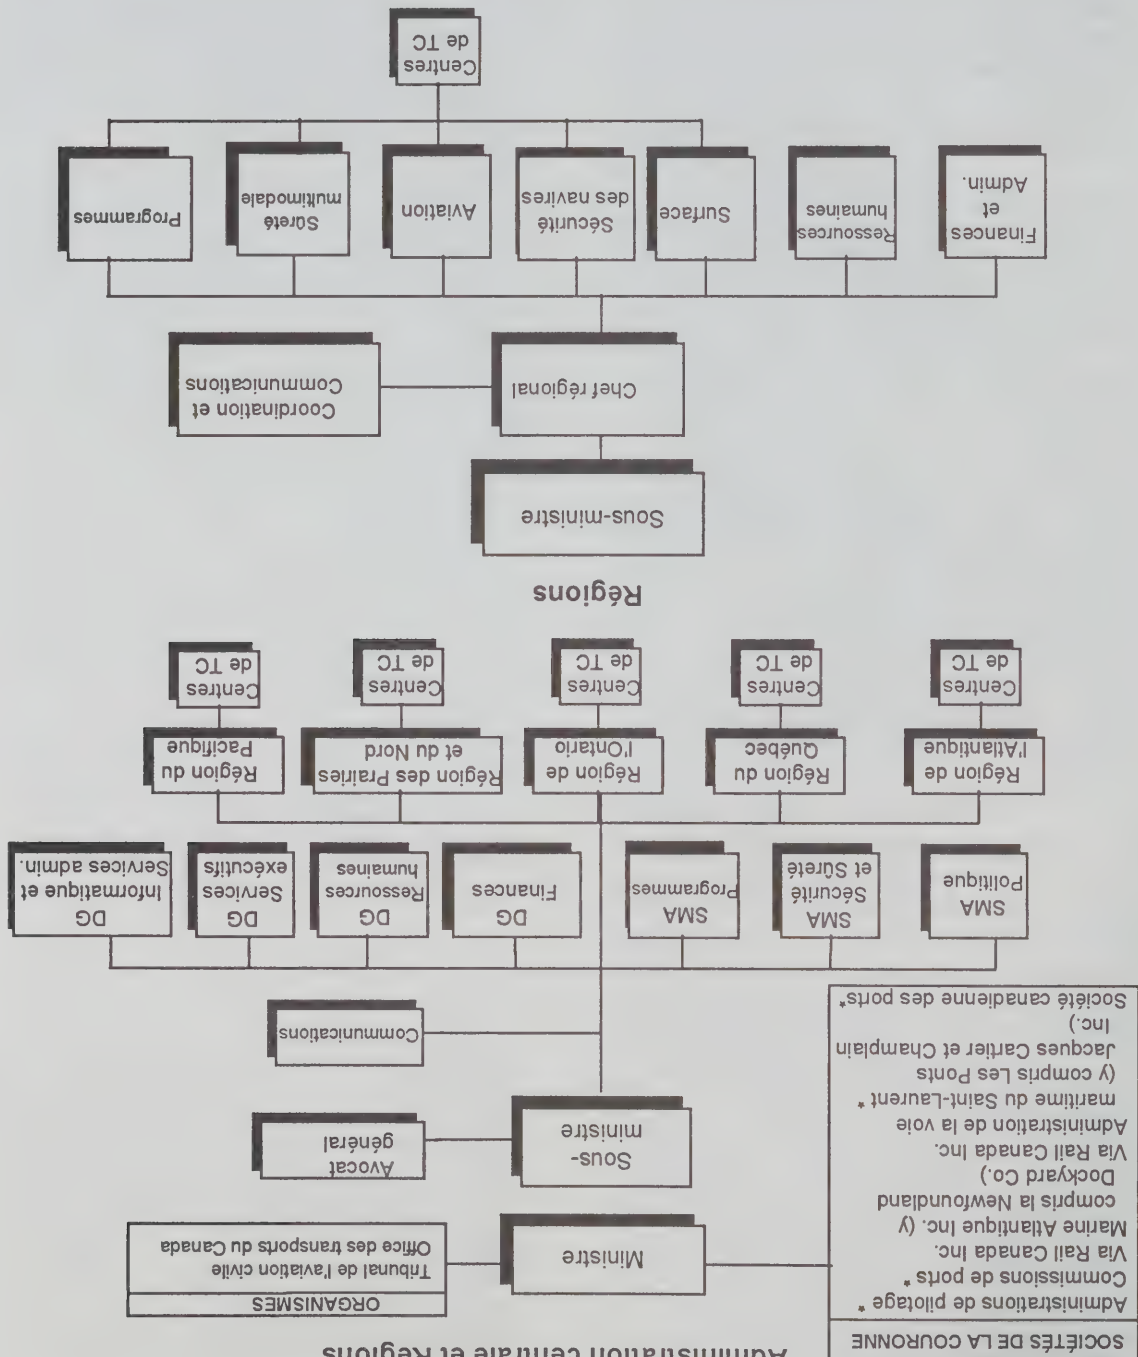 Administration centrale et Régions
SOCIÉTÉS DE LA COURONNE
Administrations de pilotage *
Commissions de ports *
Via Rail Canada Inc.
Marine Atlantique Inc. (y
compris la Newfoundland
Dockyard Co.)
Via Rail Canada Inc.
Administration de la voie
maritime du Saint-Laurent *
(y compris Les Ponts
Jacques Cartier et Champlain
Inc.)
Société canadienne des ports*
Ministre
ORGANISMES
Tribunal de l'aviation civile
Office des transports du Canada
Sous-
ministre
Avocat
général
Communications
SMA
Politique
SMA
Sécurité
et Sûreté
SMA
Programmes
DG
Finances
DG
Ressources
humaines
DG
Services
exécutifs
DG
Informatique et
Services admin.
Région de
l'Atlantique
Région du
Québec
Région de
l'Ontario
Région des Prairies
et du Nord
Région du
Pacifique
Centres
de TC
Centres
de TC
Centres
de TC
Centres
de TC
Centres
de TC
Régions
Sous-ministre
Chef régional
Coordination et
Communications
Finances
et
Admin.
Ressources
humaines
Surface
Sécurité
des navires
Aviation
Sûreté
multimodale
Programmes
Centres
de TC